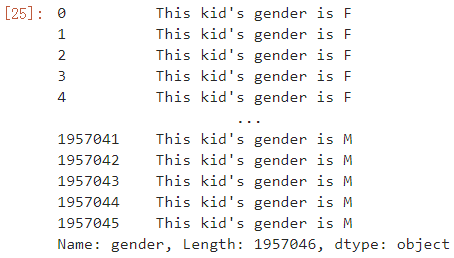 [25]: 0 This kid's gender is F
1 This kid's gender is F
2 This kid's gender is F
3 This kid's gender is F
4 This kid's gender is F
...
1957041 This kid's gender is M
1957042 This kid's gender is M
1957043 This kid's gender is M
1957044 This kid's gender is M
1957045 This kid's gender is M
Name: gender, Length: 1957046, dtype: object